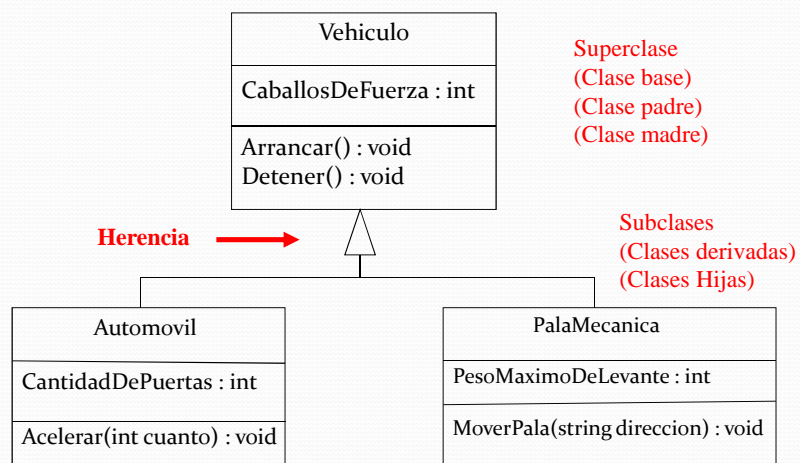 Vehiculo
CaballosDeFuerza : int
Arrancar() : void
Detener() : void
Superclase
(Clase base)
(Clase padre)
(Clase madre)
Herencia
Subclases
(Clases derivadas)
(Clases Hijas)
Automovil
CantidadDePuertas : int
Acelerar(int cuanto) : void
PalaMecanica
PesoMaximoDeLevante : int
MoverPala(string direccion) : void